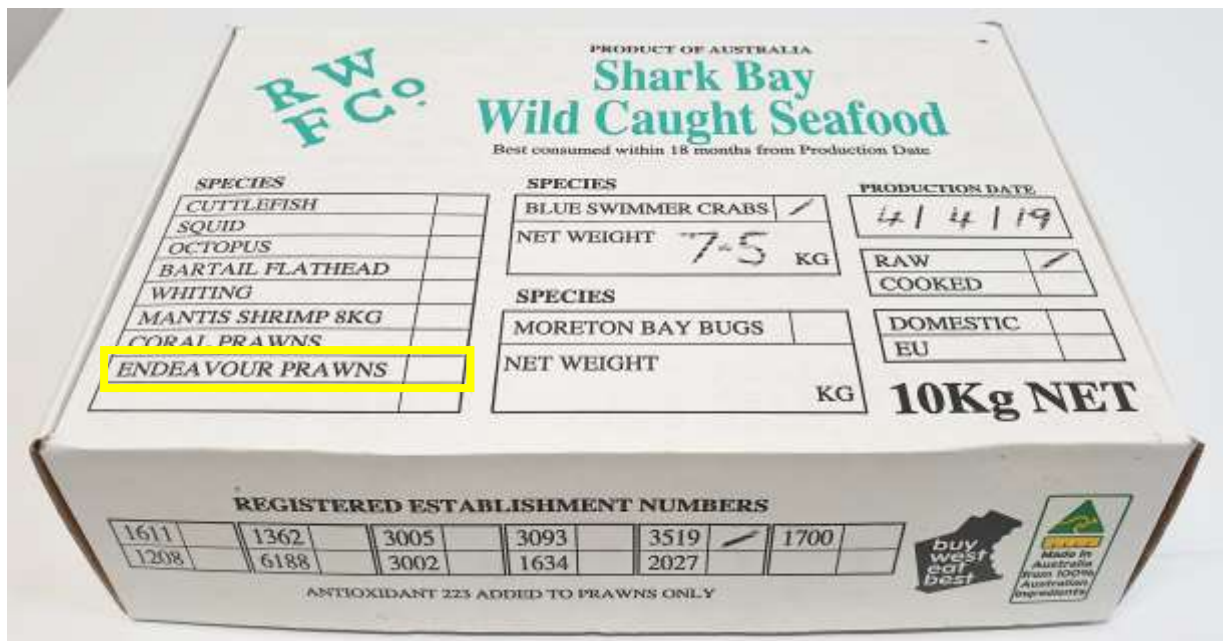 RW
FCo.
PRODUCT OF AUSTRALIA
Shark Bay
Wild Caught Seafood
Best consumed within 18 months from Production Date
SPECIES
CUTTLEFISH
SQUID
OCTOPUS
BARTAIL FLATHEAD
WHITING
MANTIS SHRIMP 8KG
CORAL PRAWNS
ENDEAVOUR PRAWNS
SPECIES
BLUE SWIMMER CRABS /
NET WEIGHT 7-5 KG
SPECIES
MORETON BAY BUGS
NET WEIGHT
KG
PRODUCTION DATE
4/ 4/19
RAW /
COOKED
DOMESTIC
EU
10Kg NET
REGISTERED ESTABLISHMENT NUMBERS
1611 1362 3005 3093 3519 / 1700
1208 6188 3002 1634 2027
ANTIOXIDANT 223 ADDED TO PRAWNS ONLY
buy
west
eat
best
Made in
Australia
from 100%
Australian
ingredients